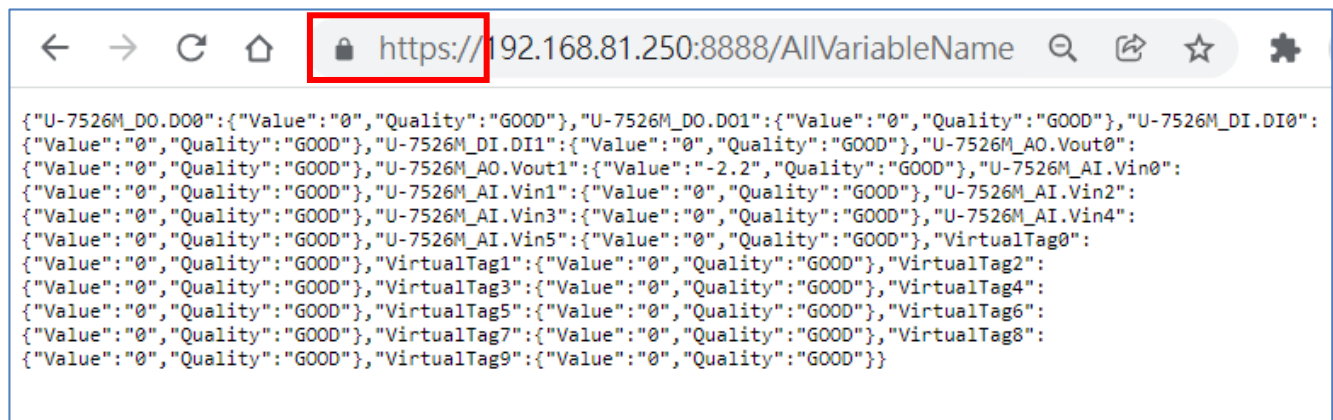 https://192.168.81.250:8888/AllVariableName
{"U-7526M_DO.DO0":{"Value":"0","Quality":"GOOD"},"U-7526M_DO.DO1":{"Value":"0","Quality":"GOOD"},"U-7526M_DI.DI0":
{"Value":"0","Quality":"GOOD"},"U-7526M_DI.DI1":{"Value":"0","Quality":"GOOD"},"U-7526M_AO.Vout0":
{"Value":"0","Quality":"GOOD"},"U-7526M_AO.Vout1":{"Value":"-2.2","Quality":"GOOD"},"U-7526M_AI.Vin0":
{"Value":"0","Quality":"GOOD"},"U-7526M_AI.Vin1":{"Value":"0","Quality":"GOOD"},"U-7526M_AI.Vin2":
{"Value":"0","Quality":"GOOD"},"U-7526M_AI.Vin3":{"Value":"0","Quality":"GOOD"},"U-7526M_AI.Vin4":
{"Value":"0","Quality":"GOOD"},"U-7526M_AI.Vin5":{"Value":"0","Quality":"GOOD"},"VirtualTag0":
{"Value":"0","Quality":"GOOD"},"VirtualTag1":{"Value":"0","Quality":"GOOD"},"VirtualTag2":
{"Value":"0","Quality":"GOOD"},"VirtualTag3":{"Value":"0","Quality":"GOOD"},"VirtualTag4":
{"Value":"0","Quality":"GOOD"},"VirtualTag5":{"Value":"0","Quality":"GOOD"},"VirtualTag6":
{"Value":"0","Quality":"GOOD"},"VirtualTag7":{"Value":"0","Quality":"GOOD"},"VirtualTag8":
{"Value":"0","Quality":"GOOD"},"VirtualTag9":{"Value":"0","Quality":"GOOD"}}